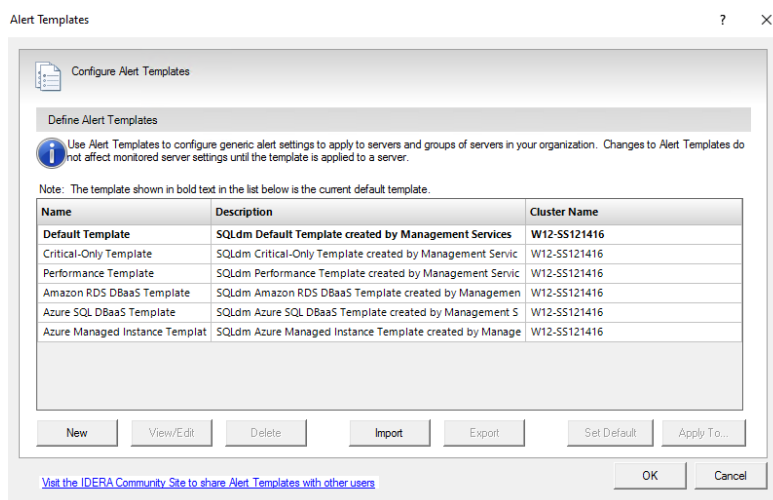 Alert Templates
?
Configure Alert Templates
Define Alert Templates
Use Alert Templates to configure generic alert settings to apply to servers and groups of servers in your organization. Changes to Alert Templates do
not affect monitored server settings until the template is applied to a server.
Note: The template shown in bold text in the list below is the current default template.
Name Description Cluster Name
Default Template SQLdm Default Template created by Management Services W12-SS121416
Critical-Only Template SQLdm Critical-Only Template created by Management Servic W12-SS121416
Performance Template SQLdm Performance Template created by Management Servic W12-SS121416
Amazon RDS DBaaS Template SQLdm Amazon RDS DBaaS Template created by Managemen W12-SS121416
Azure SQL DBaaS Template SQLdm Azure SQL DBaaS Template created by Management S W12-SS121416
Azure Managed Instance Templat SQLdm Azure Managed Instance Template created by Manage W12-SS121416
New View/Edit Delete Import Export Set Default Apply To...
Visit the IDERA Community Site to share Alert Templates with other users
OK Cancel